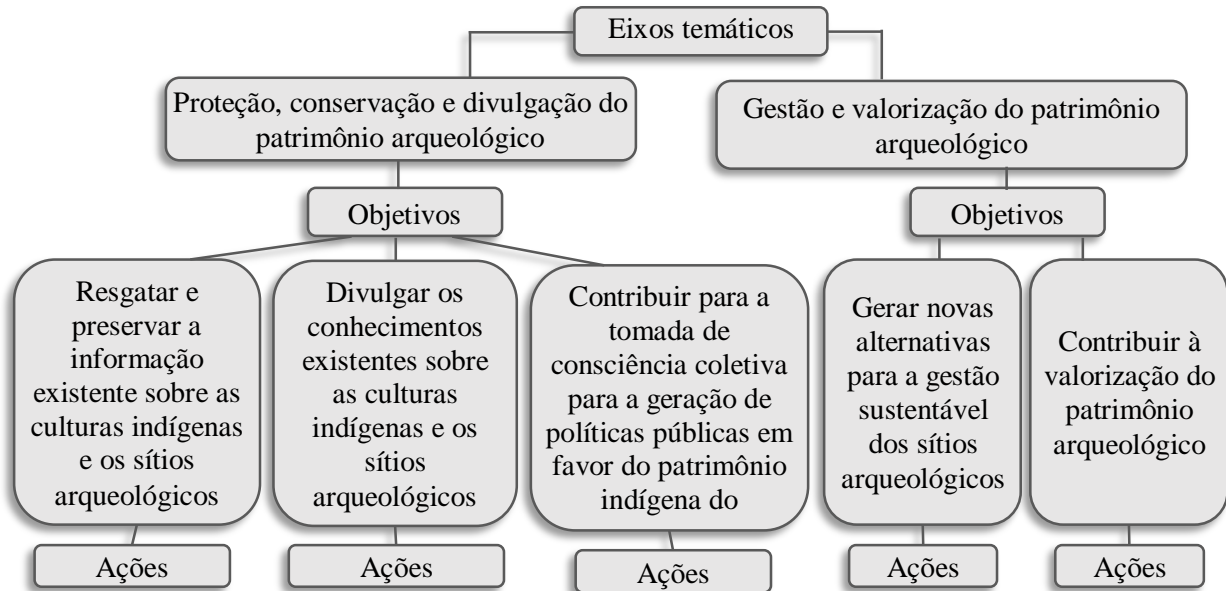 Eixos temáticos
Proteção, conservação e divulgação do
patrimônio arqueológico
Gestão e valorização do patrimônio
arqueológico
Objetivos
Objetivos
Resgatar e
preservar a
informação
existente sobre as
culturas indígenas
e os sítios
arqueológicos
Divulgar os
conhecimentos
existentes sobre
as culturas
indígenas e os
sítios
arqueológicos
Contribuir para a
tomada de
consciência coletiva
para a geração de
políticas públicas em
favor do patrimônio
indígena do
Gerar novas
alternativas
para a gestão
sustentável
dos sítios
arqueológicos
Contribuir à
valorização do
patrimônio
arqueológico
Ações
Ações
Ações
Ações
Ações